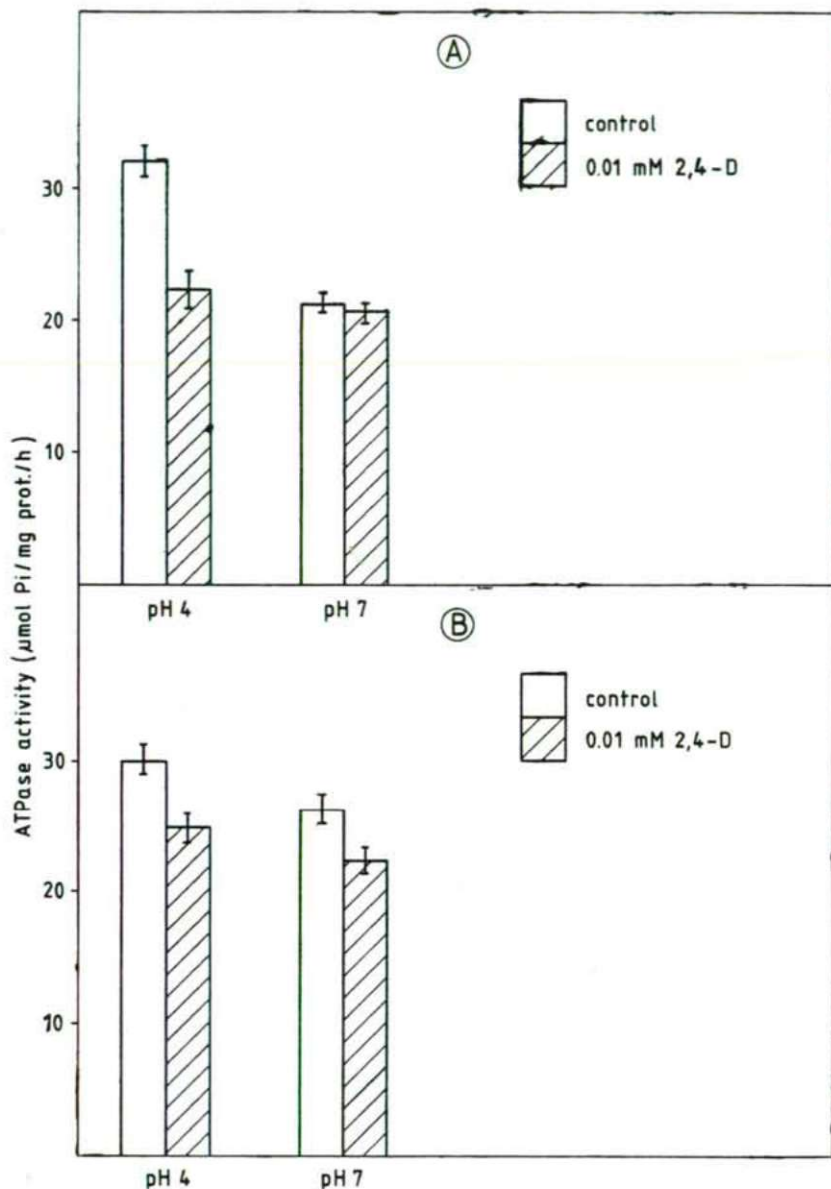 A
control
0.01 mM 2,4-D
30
20
10
pH 4 pH 7
ATPase activity (μmol Pi/mg prot./h)
B
control
0.01 mM 2,4-D
30
20
10
pH 4 pH 7